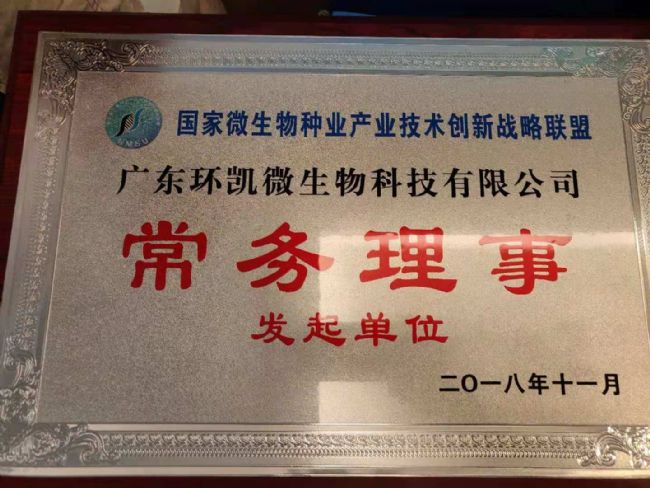 国家微生物种业产业技术创新战略联盟
广东环凯微生物科技有限公司
常务理事
发起单位
二〇一八年十一月